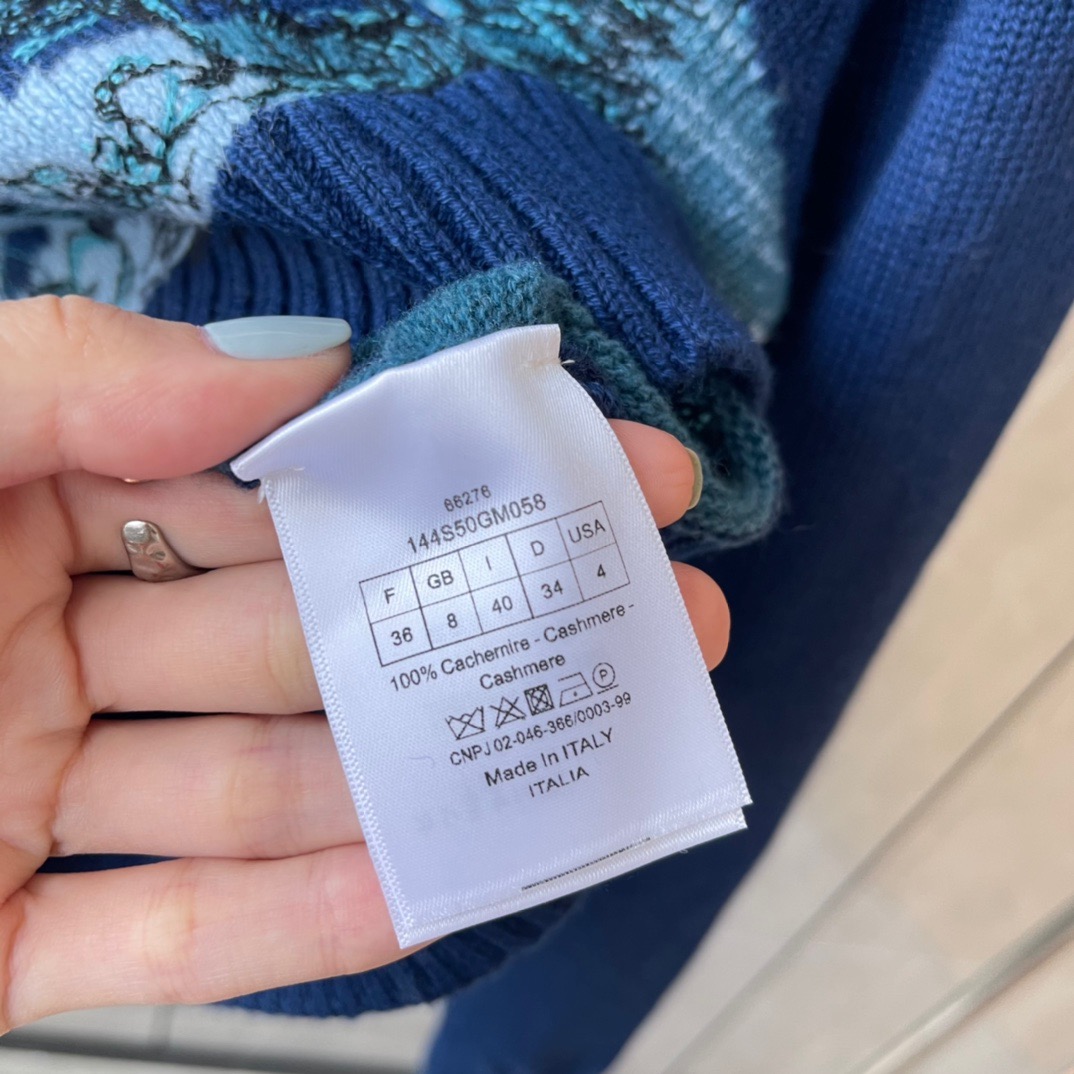 66276
144S50GM058
F GB I D USA
36 8 40 34 4
100% Cachemire - Cashmere -
Cashmere
P
CNPJ 02-046-366/0003-99
Made In ITALY
ITALIA